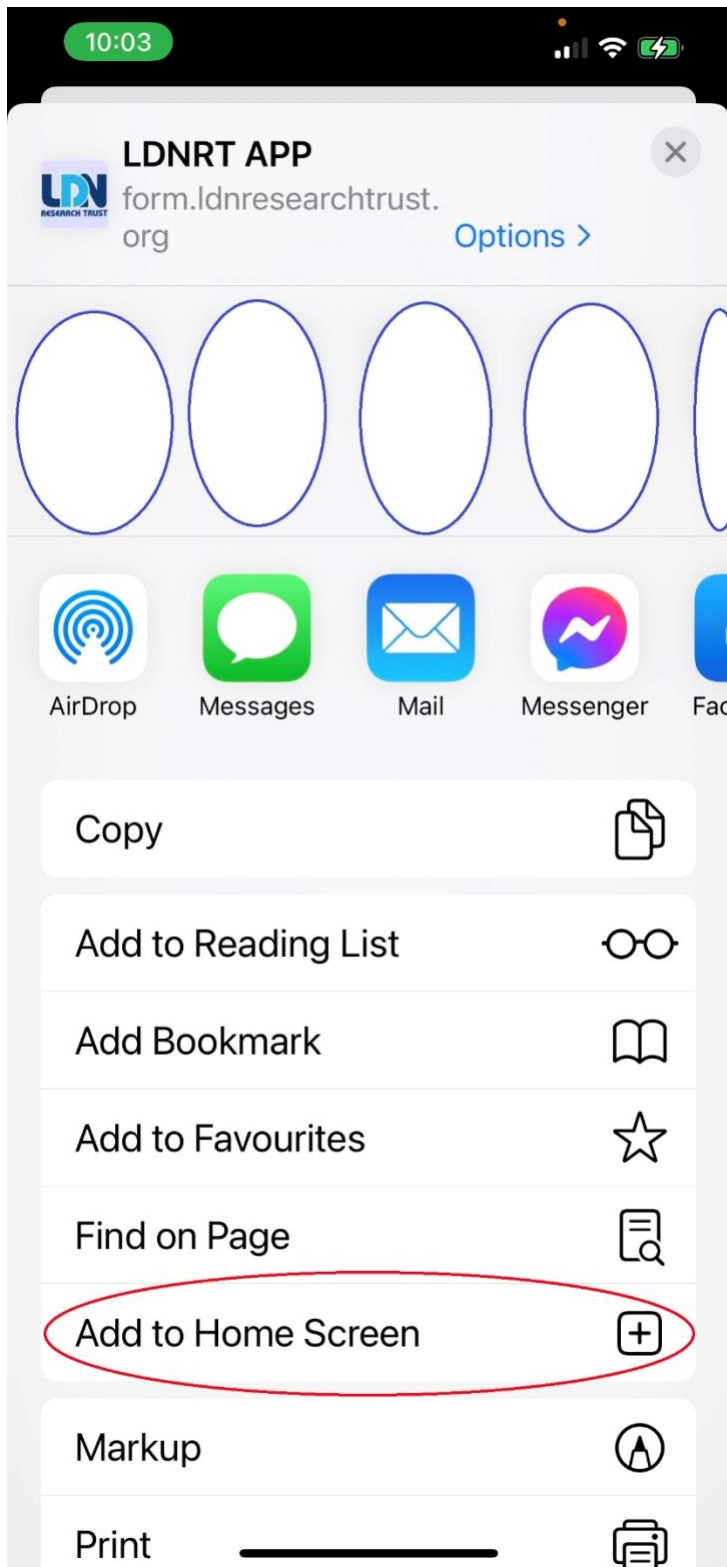 10:03
LDNRT APP
LDN
RESEARCH TRUST
form.ldnresearchtrust.
org
Options >
AirDrop
Messages
Mail
Messenger
Fac
Copy
Add to Reading List
Add Bookmark
Add to Favourites
Find on Page
Add to Home Screen
Markup
Print